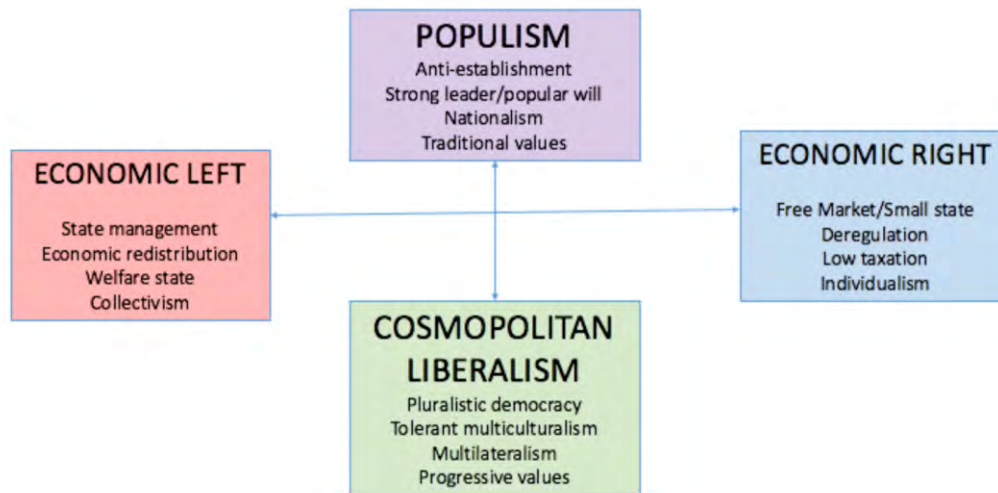 POPULISM
Anti-establishment
Strong leader/popular will
Nationalism
Traditional values
ECONOMIC LEFT
State management
Economic redistribution
Welfare state
Collectivism
ECONOMIC RIGHT
Free Market/Small state
Deregulation
Low taxation
Individualism
COSMOPOLITAN
LIBERALISM
Pluralistic democracy
Tolerant multiculturalism
Multilateralism
Progressive values